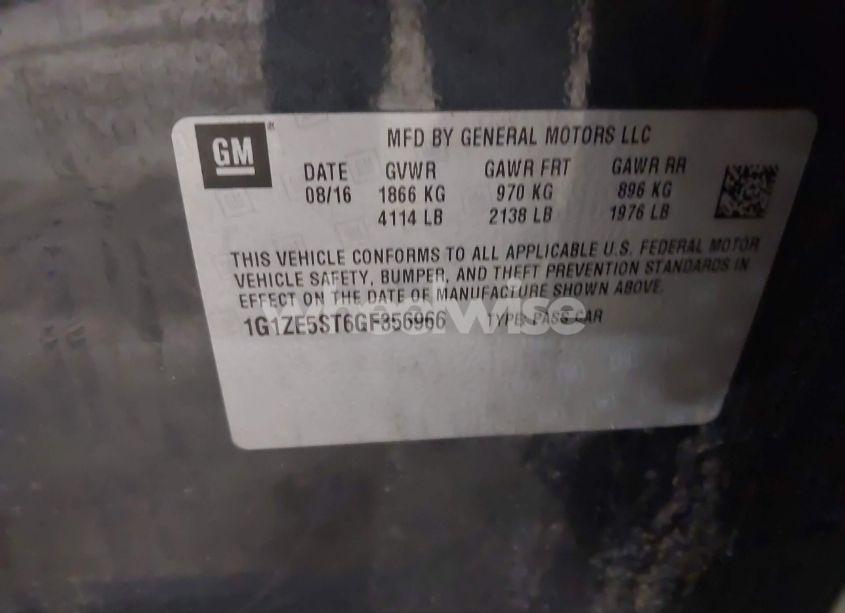 GM
MFD BY GENERAL MOTORS LLC
DATE GVWR GAWR FRT GAWR RR
08/16 1866 KG 970 KG 896 KG
4114 LB 2138 LB 1976 LB
THIS VEHICLE CONFORMS TO ALL APPLICABLE U.S. FEDERAL MOTOR
VEHICLE SAFETY, BUMPER, AND THEFT PREVENTION STANDARDS IN
EFFECT ON THE DATE OF MANUFACTURE SHOWN ABOVE.
1G1ZE5ST6GF356966 TYPE: PASS CAR
wheelwise